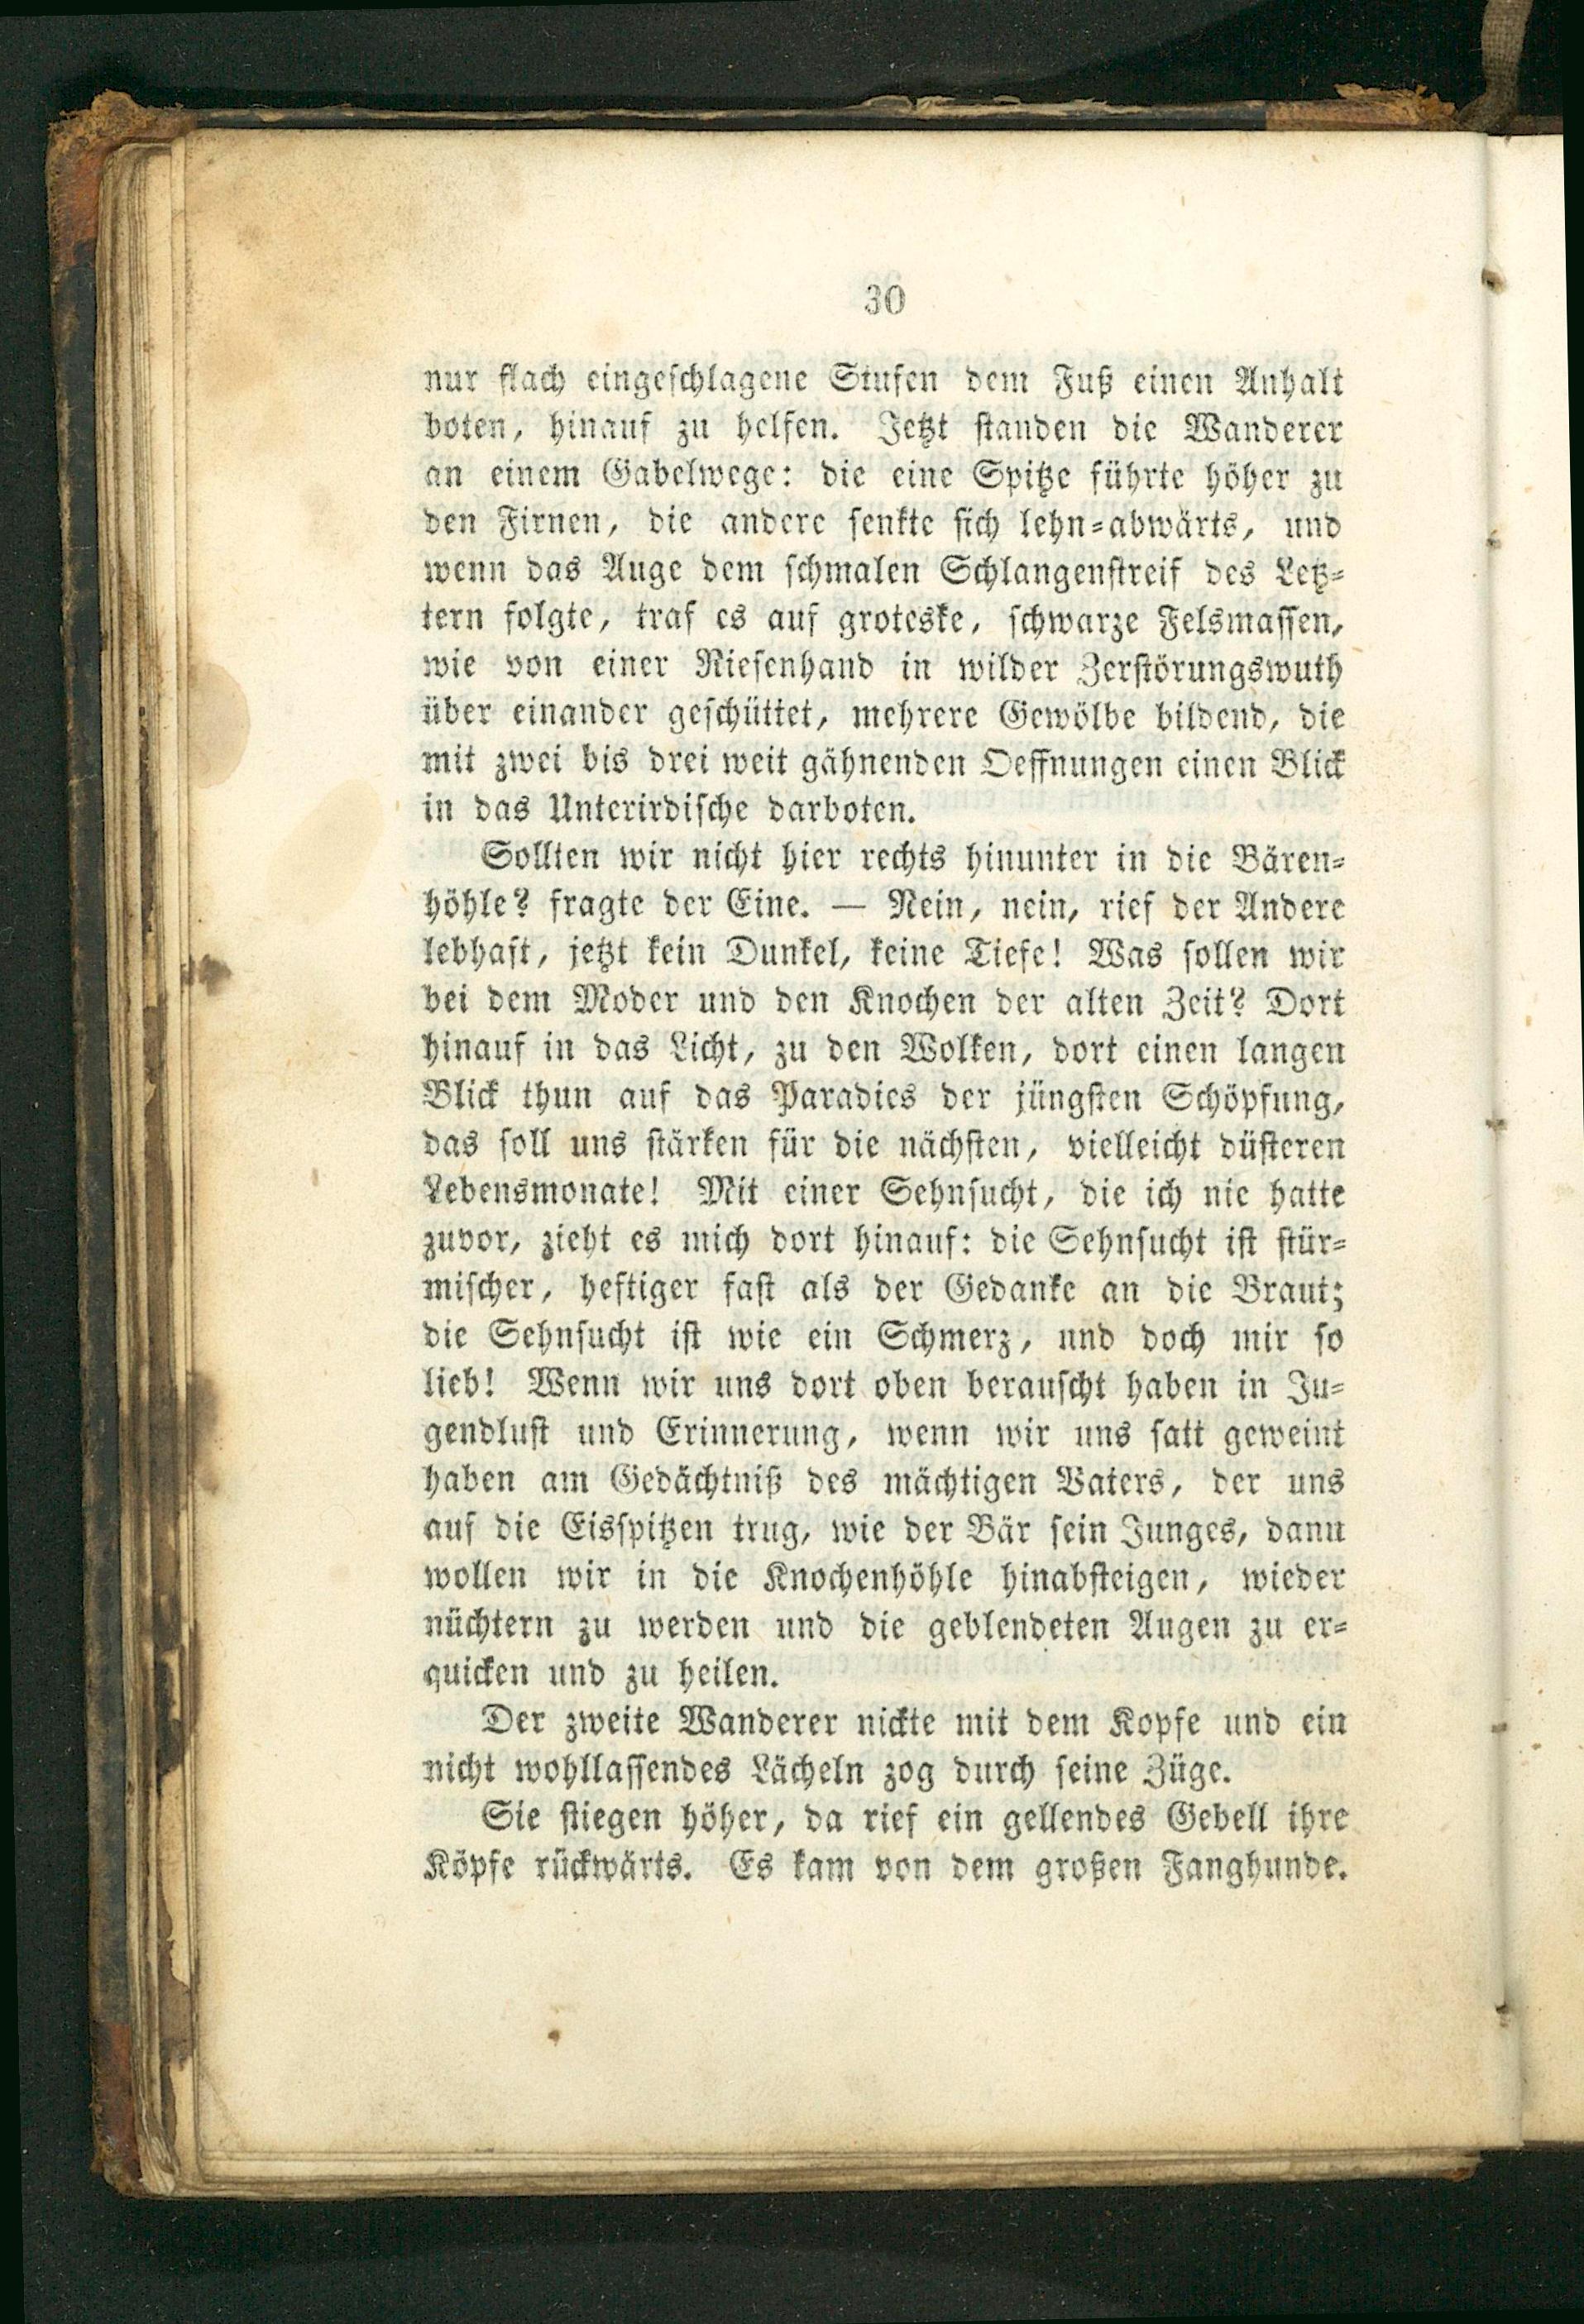 30
nur flach eingeschlagene Stufen dem Fuß einen Anhalt
boten, hinauf zu helfen. Jetzt standen die Wanderer
an einem Gabelwege: die eine Spitze führte höher zu
den Firnen, die andere senkte sich lehn-abwärts, und
wenn das Auge dem schmalen Schlangenstreif des Letz-
tern folgte, traf es auf groteske, schwarze Felsmassen,
wie von einer Riesenhand in wilder Zerstörungswuth
über einander geschüttet, mehrere Gewölbe bildend, die
mit zwei bis drei weit gähnenden Oeffnungen einen Blick
in das Unterirdische darboten.
Sollten wir nicht hier rechts hinunter in die Bären-
höhle? fragte der Eine. — Nein, nein, rief der Andere
lebhaft, jetzt kein Dunkel, keine Tiefe! Was sollen wir
bei dem Moder und den Knochen der alten Zeit? Dort
hinauf in das Licht, zu den Wolken, dort einen langen
Blick thun auf das Paradies der jüngsten Schöpfung,
das soll uns stärken für die nächsten, vielleicht düsteren
Lebensmonate! Mit einer Sehnsucht, die ich nie hatte
zuvor, zieht es mich dort hinauf: die Sehnsucht ist stür-
mischer, heftiger fast als der Gedanke an die Braut;
die Sehnsucht ist wie ein Schmerz, und doch mir so
lieb! Wenn wir uns dort oben berauscht haben in Ju-
gendlust und Erinnerung, wenn wir uns satt geweint
haben am Gedächtniß des mächtigen Vaters, der uns
auf die Eisspitzen trug, wie der Bär sein Junges, dann
wollen wir in die Knochenhöhle hinabsteigen, wieder
nüchtern zu werden und die geblendeten Augen zu er-
quicken und zu heilen.
Der zweite Wanderer nickte mit dem Kopfe und ein
nicht wohllassendes Lächeln zog durch seine Züge.
Sie stiegen höher, da rief ein gellendes Gebell ihre
Köpfe rückwärts. Es kam von dem großen Fanghunde.